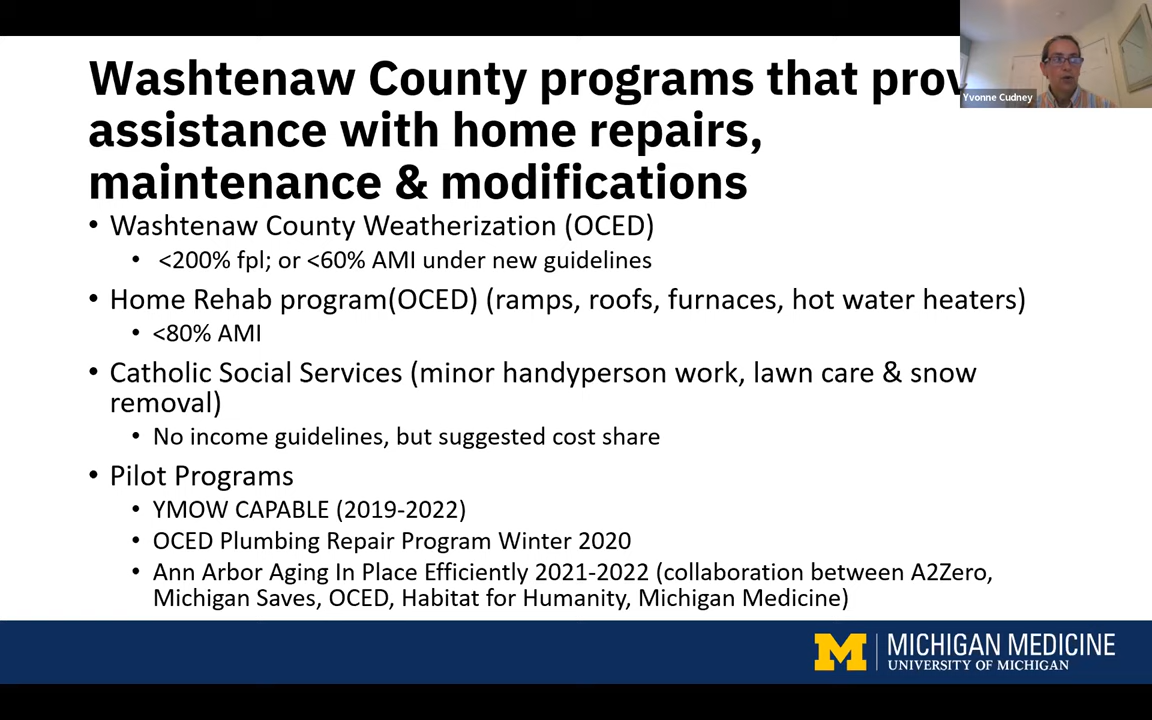 Washtenaw County programs that prov
Yvonne Cudney
assistance with home repairs,
maintenance & modifications
• Washtenaw County Weatherization (OCED)
• <200% fpl; or <60% AMI under new guidelines
• Home Rehab program(OCED) (ramps, roofs, furnaces, hot water heaters)
• <80% AMI
• Catholic Social Services (minor handyperson work, lawn care & snow
removal)
• No income guidelines, but suggested cost share
• Pilot Programs
• YMOW CAPABLE (2019-2022)
• OCED Plumbing Repair Program Winter 2020
• Ann Arbor Aging In Place Efficiently 2021-2022 (collaboration between A2Zero,
Michigan Saves, OCED, Habitat for Humanity, Michigan Medicine)
M
MICHIGAN MEDICINE
UNIVERSITY OF MICHIGAN